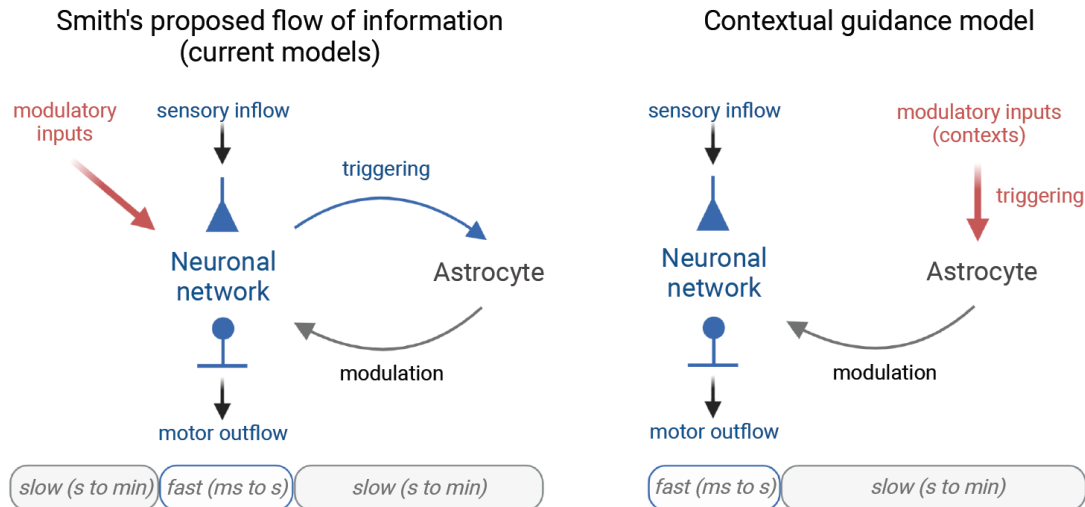 Smith's proposed flow of information
(current models)
modulatory
inputs
sensory inflow
triggering
Neuronal
network
Astrocyte
modulation
motor outflow
slow (s to min)
fast (ms to s)
slow (s to min)
Contextual guidance model
sensory inflow
modulatory inputs
(contexts)
triggering
Neuronal
network
Astrocyte
modulation
motor outflow
fast (ms to s)
slow (s to min)